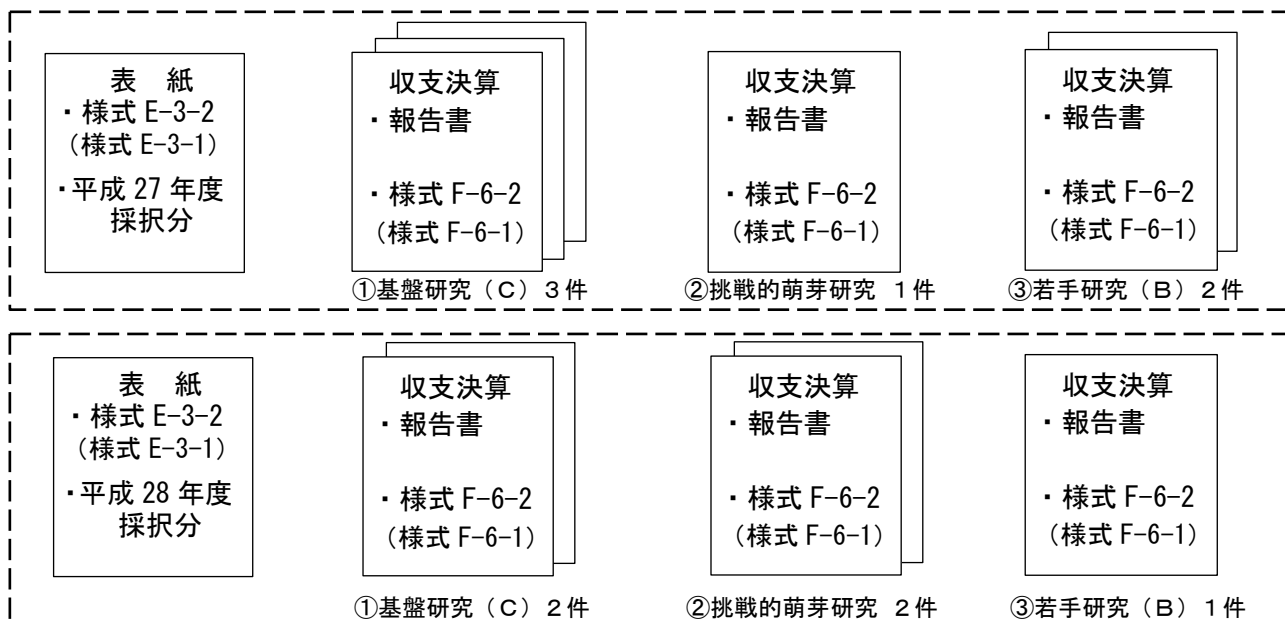 表 紙
・様式 E-3-2
(様式 E-3-1)
・平成 27 年度
採択分
収支決算
・報告書
・様式 F-6-2
(様式 F-6-1)
①基盤研究（C）3件
収支決算
・報告書
・様式 F-6-2
(様式 F-6-1)
②挑戦的萌芽研究 1件
収支決算
・報告書
・様式 F-6-2
(様式 F-6-1)
③若手研究（B）2件
表 紙
・様式 E-3-2
(様式 E-3-1)
・平成 28 年度
採択分
収支決算
・報告書
・様式 F-6-2
(様式 F-6-1)
①基盤研究（C）2件
収支決算
・報告書
・様式 F-6-2
(様式 F-6-1)
②挑戦的萌芽研究 2件
収支決算
・報告書
・様式 F-6-2
(様式 F-6-1)
③若手研究（B）1件